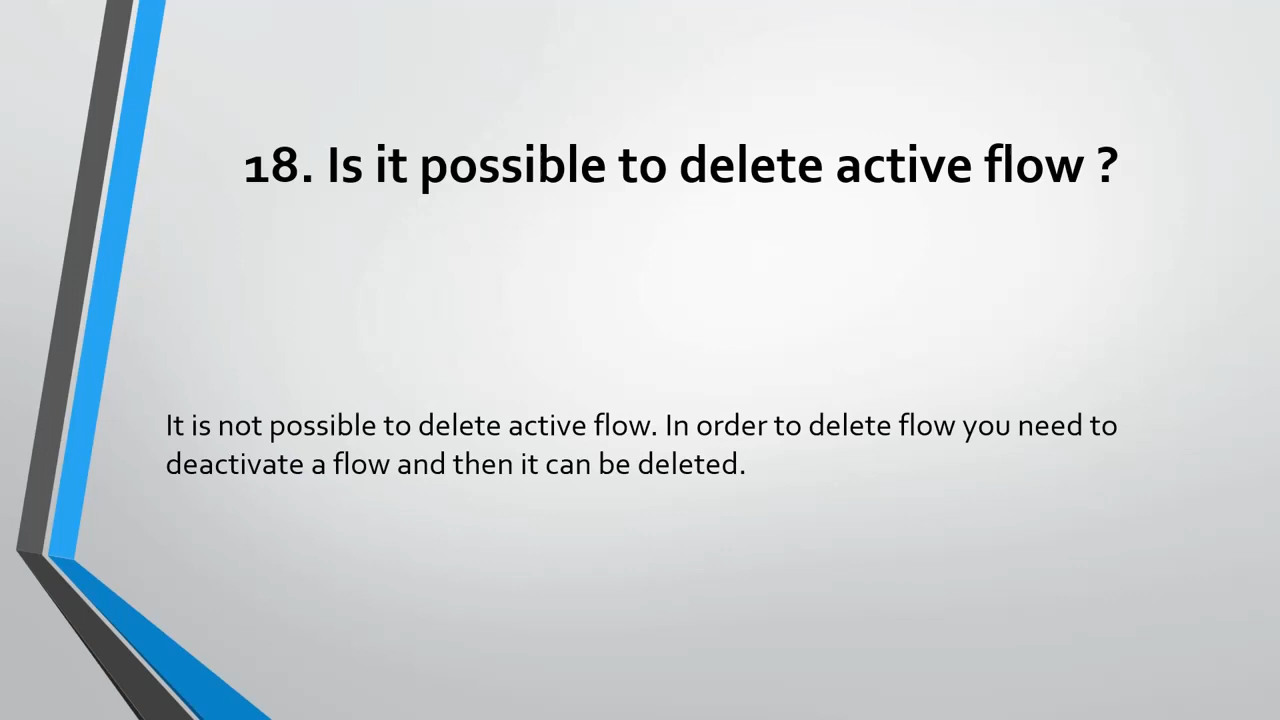 18. Is it possible to delete active flow ?
It is not possible to delete active flow. In order to delete flow you need to
deactivate a flow and then it can be deleted.